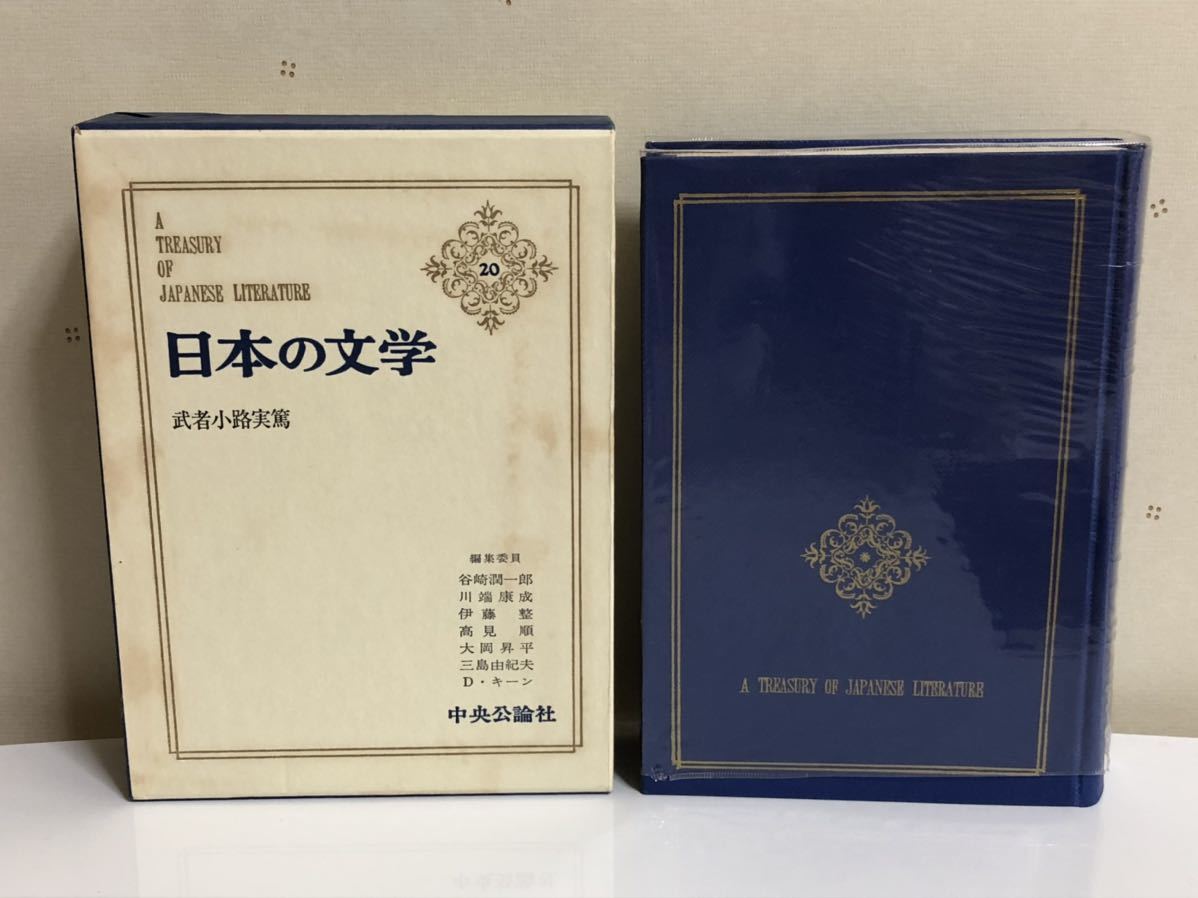 A
TREASURY
OF
JAPANESE LITERATURE
20
日本の文学
武者小路実篤
編集委員
谷崎潤一郎
川端康成
伊藤整
高見順
大岡昇平
三島由紀夫
D・キーン
中央公論社
A TREASURY OF JAPANESE LITERATURE